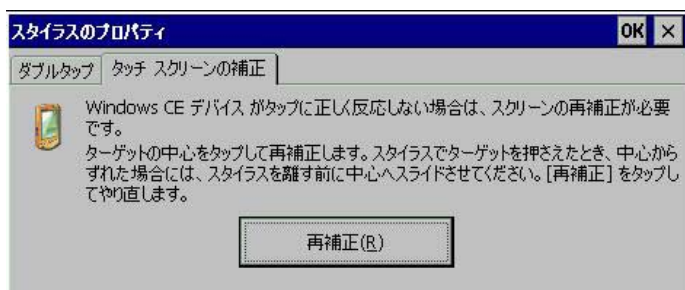 スタイラスのプロパティ OK ×
ダブルタップ タッチ スクリーンの補正
Windows CE デバイス がタップに正しく反応しない場合は、スクリーンの再補正が必要
です。
ターゲットの中心をタップして再補正します。スタイラスでターゲットを押さえたとき、中心から
ずれた場合には、スタイラスを離す前に中心へスライドさせてください。[再補正] をタップし
てやり直します。
再補正(R)